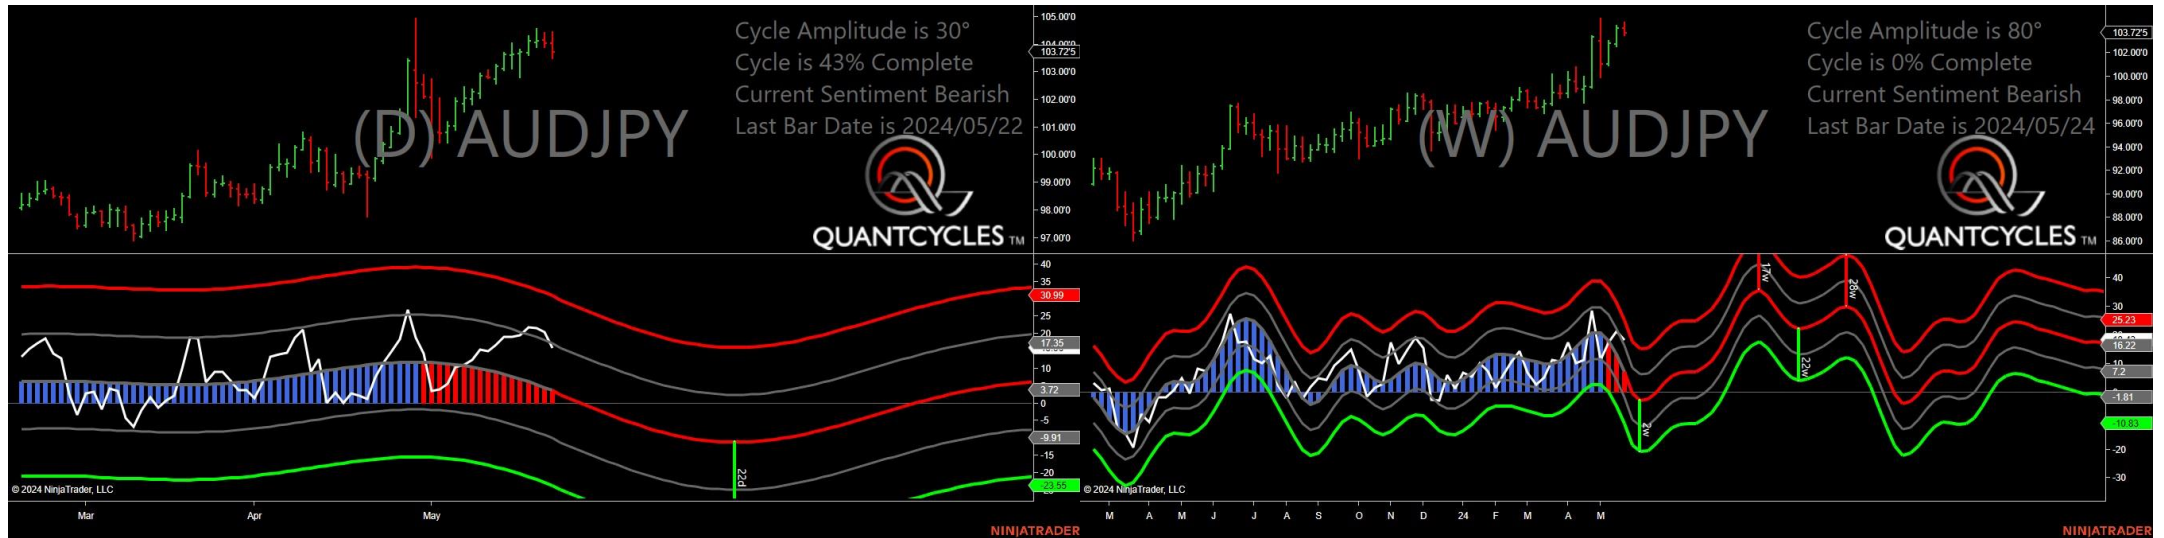 Cycle Amplitude is 30°
Cycle is 43% Complete
Current Sentiment Bearish
Last Bar Date is 2024/05/22
(D) AUDJPY
QUANTCYCLES TM
105.00'0
103.72'5
103.00'0
102.00'0
101.00'0
100.00'0
99.00'0
98.00'0
97.00'0
40
35
30.99
25
20
17.35
10
3.72
0
-5
-9.91
-15
-20
-23.55
22d
© 2024 NinjaTrader, LLC
Mar
Apr
May
NINJATRADER
Cycle Amplitude is 80°
Cycle is 0% Complete
Current Sentiment Bearish
Last Bar Date is 2024/05/24
(W) AUDJPY
QUANTCYCLES TM
103.72'5
102.00'0
100.00'0
98.00'0
96.00'0
94.00'0
92.00'0
90.00'0
88.00'0
86.00'0
17w
28w
22w
2w
40
30
25.23
16.22
10
7.2
-1.81
-10.83
-20
-30
© 2024 NinjaTrader, LLC
M A M J J A S O N D 24 F M A M
NINJATRADER